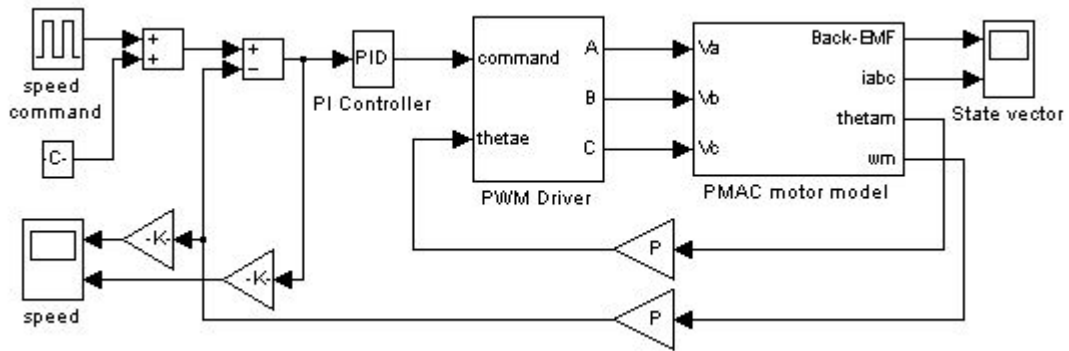 +
+
+
−
PID
PI Controller
speed
command
-C-
command
thetae
A
B
C
PWM Driver
Va
Vb
Vc
Back-EMF
iabc
thetam
wm
PMAC motor model
State vector
-K-
-K-
speed
P
P